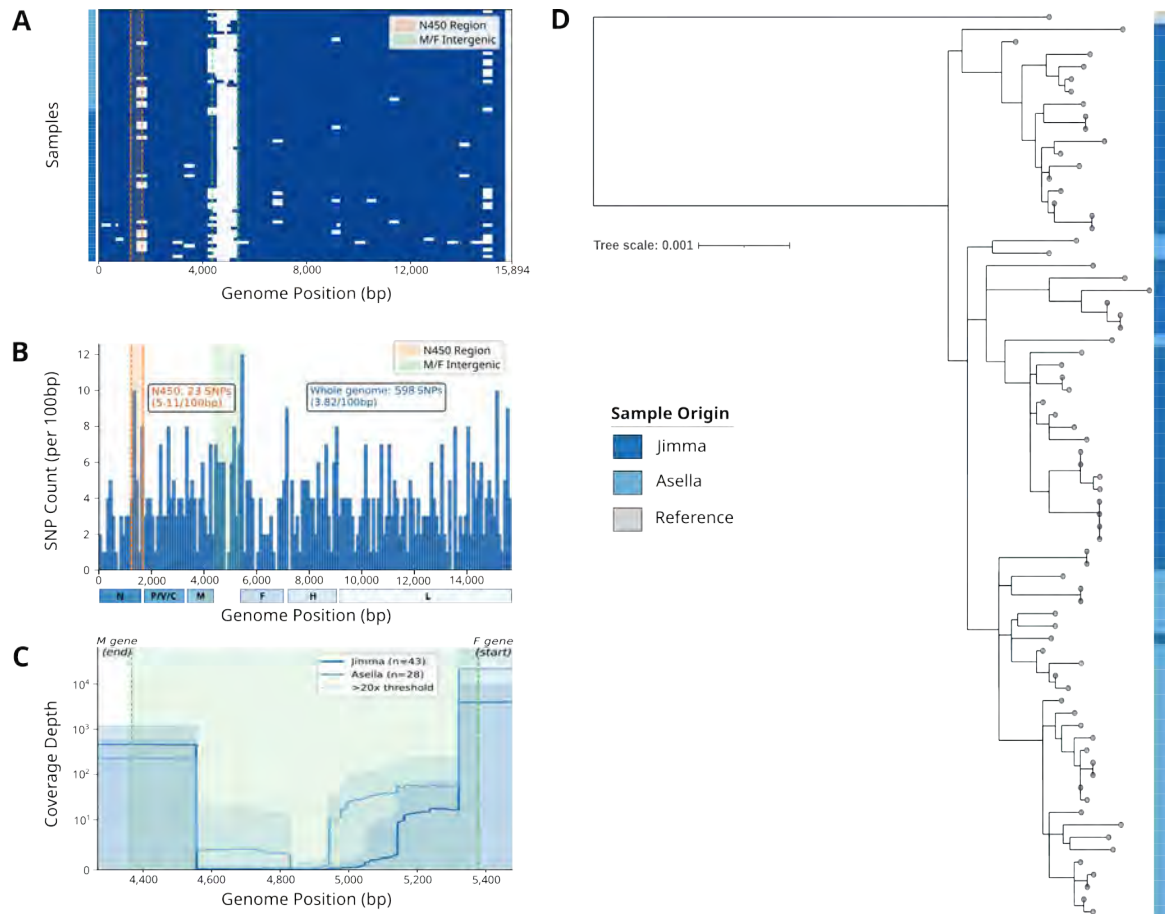 A
N450 Region
M/F Intergenic
Samples
0
4,000
8,000
12,000
15,894
Genome Position (bp)
B
N450 Region
M/F Intergenic
N450: 23 SNPs
(5.11/100bp)
Whole genome: 598 SNPs
(3.82/100bp)
SNP Count (per 100bp)
12
10
8
6
4
2
0
0
2,000
4,000
6,000
8,000
10,000
12,000
14,000
N
P/V/C
M
F
H
L
Genome Position (bp)
C
M gene
(end)
F gene
(start)
Jimma (n=43)
Asella (n=28)
>20x threshold
Coverage Depth
10⁴
10³
10²
10¹
0
4,400
4,600
4,800
5,000
5,200
5,400
Genome Position (bp)
D
Tree scale: 0.001
Sample Origin
Jimma
Asella
Reference